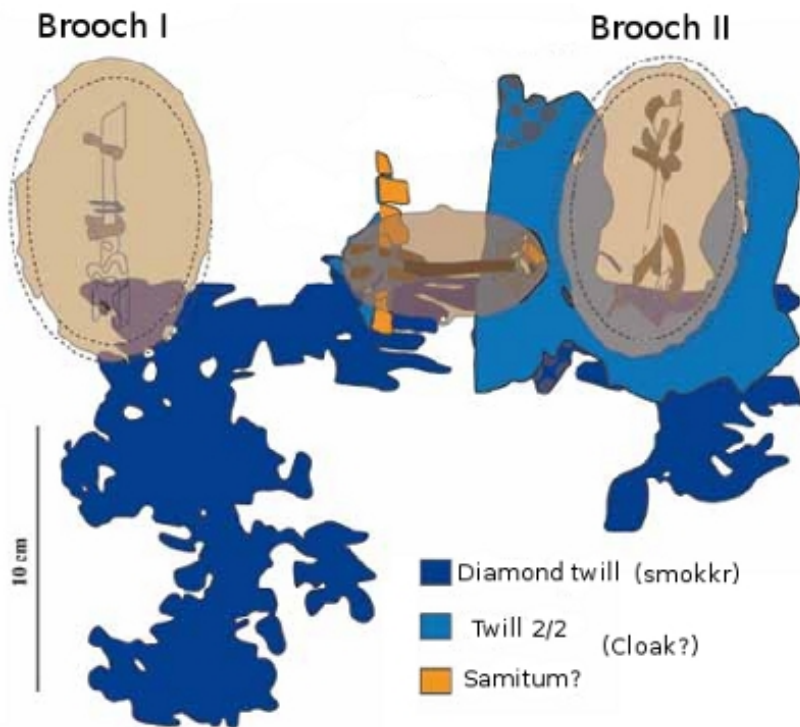 Brooch I
Brooch II
10 cm
Diamond twill (smokkr)
Twill 2/2
(Cloak?)
Samitum?